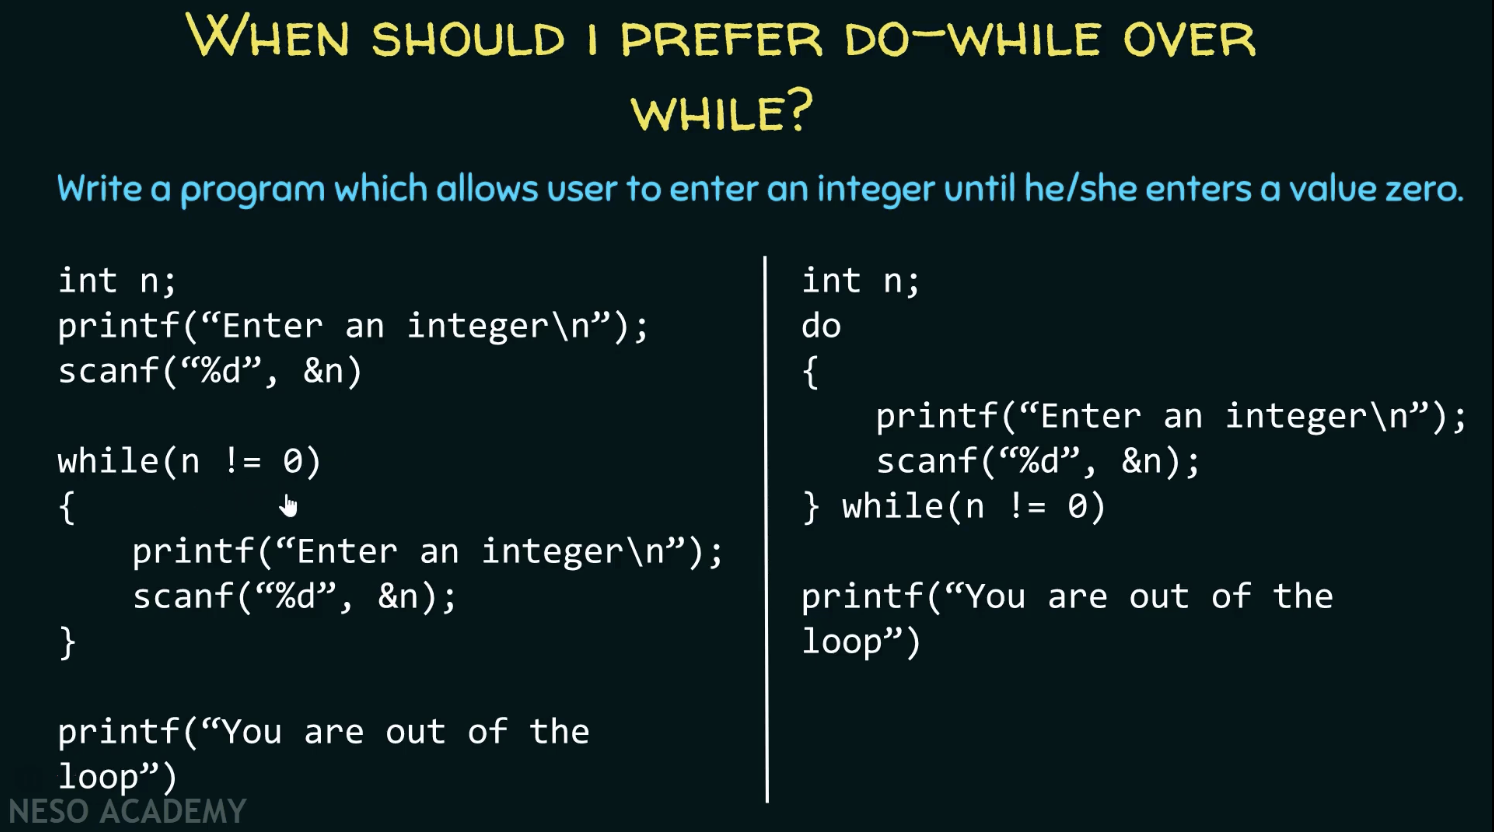 WHEN SHOULD I PREFER DO-WHILE OVER
WHILE?
Write a program which allows user to enter an integer until he/she enters a value zero.
int n;
printf(“Enter an integer\n”);
scanf(“%d”, &n)
while(n != 0)
{
printf(“Enter an integer\n”);
scanf(“%d”, &n);
}
printf(“You are out of the
loop”)
int n;
do
{
printf(“Enter an integer\n”);
scanf(“%d”, &n);
} while(n != 0)
printf(“You are out of the
loop”)
NESO ACADEMY